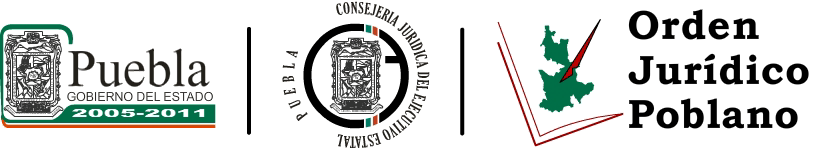 Puebla
GOBIERNO DEL ESTADO
2005-2011
CONSEJERIA JURIDICA DEL EJECUTIVO ESTATAL
PUEBLA
Orden
Jurídico
Poblano